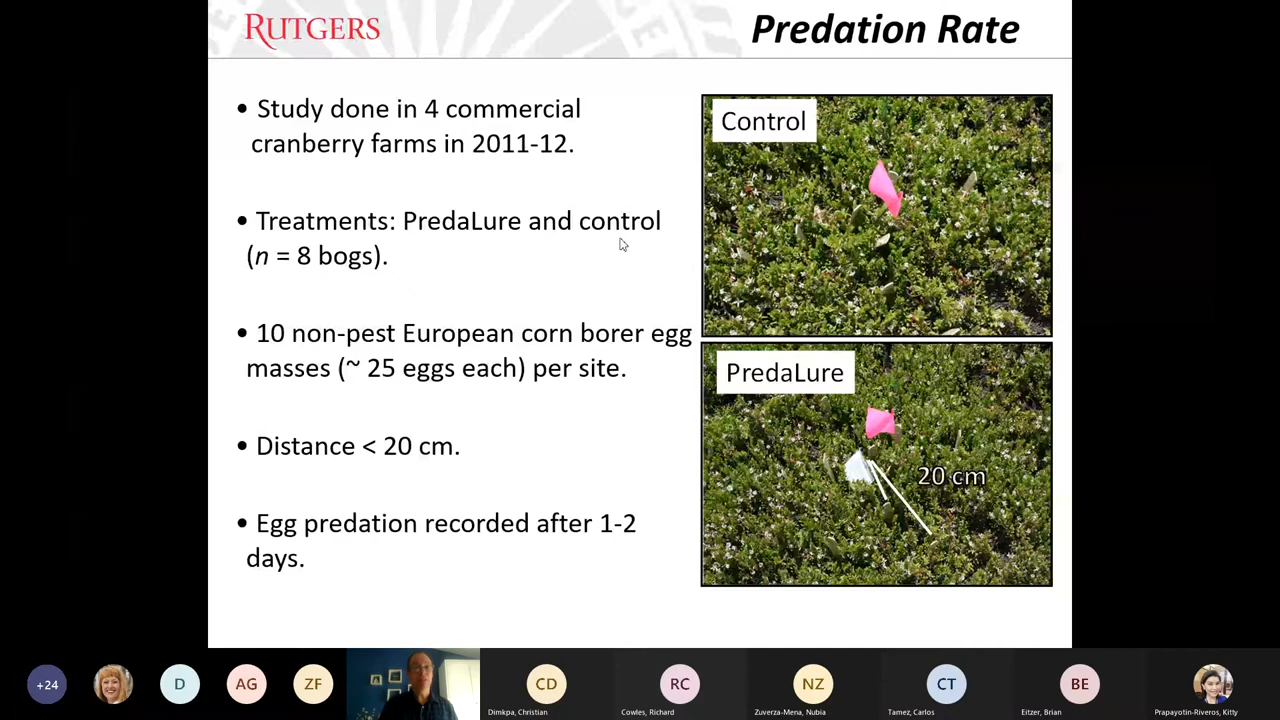 RUTGERS
Predation Rate
• Study done in 4 commercial
cranberry farms in 2011-12.
• Treatments: PredaLure and control
(n = 8 bogs).
• 10 non-pest European corn borer egg
masses (~ 25 eggs each) per site.
• Distance < 20 cm.
• Egg predation recorded after 1-2
days.
Control
PredaLure
20 cm
+24
D
AG
ZF
CD
RC
NZ
CT
BE
Dimkpa, Christian
Cowles, Richard
Zuverza-Mena, Nubia
Tamez, Carlos
Eitzer, Brian
Prapayotin-Riveros, Kitty